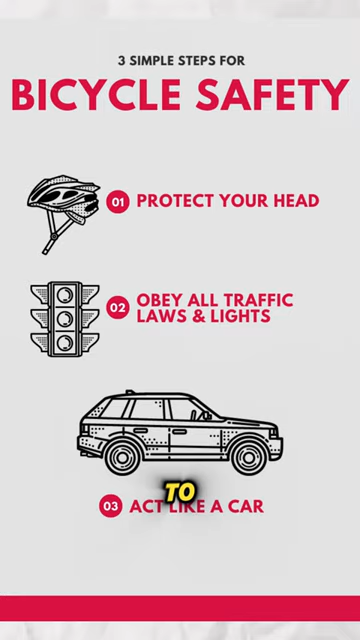 3 SIMPLE STEPS FOR
BICYCLE SAFETY
01 PROTECT YOUR HEAD
02 OBEY ALL TRAFFIC
LAWS & LIGHTS
TO
03 ACT LIKE A CAR